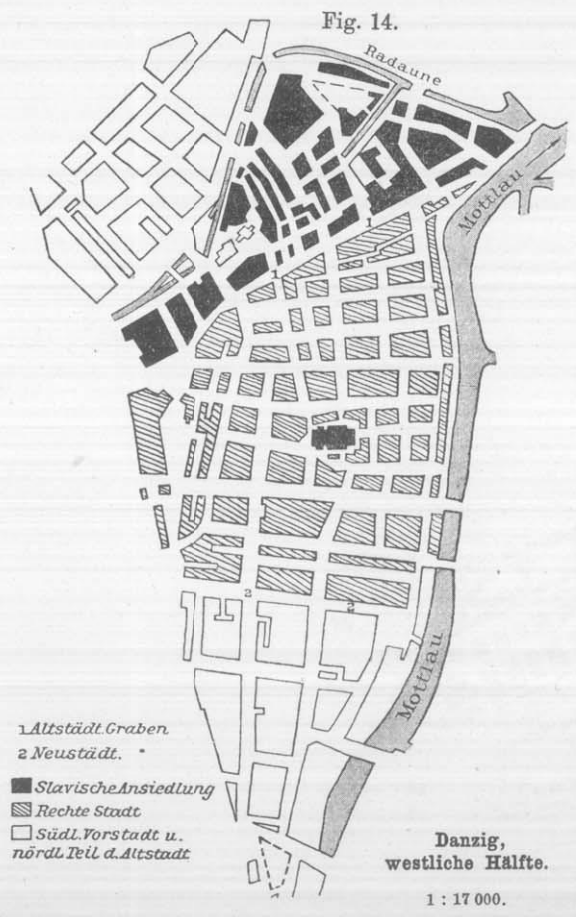 Fig. 14.
Radaune
Mottlau
1
1
2
2
Mottlau
1 Altstädt. Graben
2 Neustädt. "
Slavische Ansiedlung
Rechte Stadt
Südl. Vorstadt u.
nördl Teil d. Altstadt
Danzig,
westliche Hälfte.
1 : 17 000.